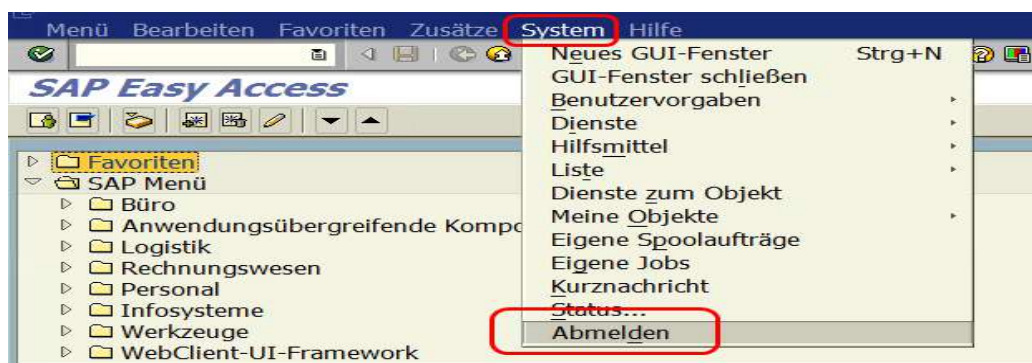 Menü Bearbeiten Favoriten Zusätze System Hilfe
SAP Easy Access
Favoriten
SAP Menü
Büro
Anwendungsübergreifende
Logistik
Rechnungswesen
Personal
Infosysteme
Werkzeuge
WebClient-UI-Framework
Neues GUI-Fenster Strg+N
GUI-Fenster schließen
Benutzervorgaben
Dienste
Hilfsmittel
Liste
Dienste zum Objekt
Meine Objekte
Eigene Spoolaufträge
Eigene Jobs
Kurznachricht
Status...
Abmelden